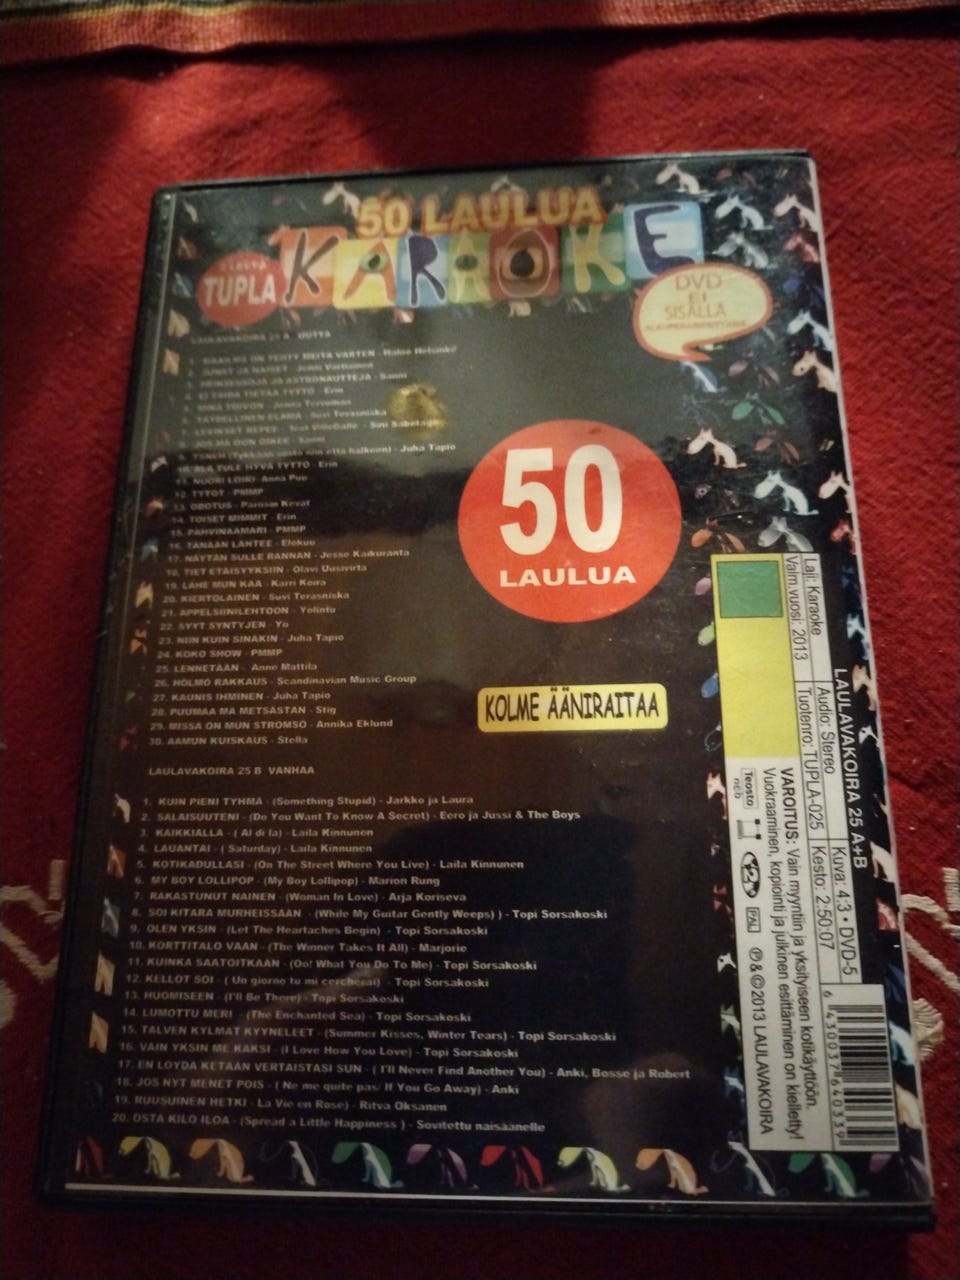 50 LAULUA
KARAOKE
TUPLA
DVD
EI
SISÄLLÄ
LAULAVAKOIRA 25 A UUTTA
1. MAAILMA ON TEHTY MEITÄ VARTEN - Haloo Helsinki!
2. JUNAT JA NAISET - Jonni Vartiainen
3. PRINSESSOJA JA ASTRONAUTTEJA - Sanni
4. EI EHDIÄ TIETÄÄ TYTTÖ - Erin
5. MIKÄ TOIVON
6. TÄYDELLINEN ELÄMÄ - Suvi Teräsniska
7. LEVIKSET REPEE - Sini Sabotage
8. JOS MÄ OON OIKEE - Sanni
9. - Juha Tapio
10. ÄLÄ TULE HYVÄ TYTTÖ - Erin
11. NUORI LOIRI - Anna Puu
12. TYTÖT - PMMP
13. ODOTUS - Pariisin Kevät
14. TOISET MIMMIT - Erin
15. PAHVINAAMARI - PMMP
16. TÄNÄÄN LÄHTEE - Elokuu
17. NÄYTÄN SULLE RANNAN - Jesse Kaikuranta
18. TIET ETÄISYYKSIIN - Olavi Uusivirta
19. LÄHE MUN KAA - Karri Koira
20. KIERTOLAINEN - Suvi Teräsniska
21. APPELSIINILEHTOON - Yölintu
22. SYYT SYNTYJEN - Yö
23. NIIN KUIN SINÄKIN - Juha Tapio
24. KOKO SHOW - PMMP
25. LENNETÄÄN - Anne Mattila
26. HOLMO RAKKAUS - Scandinavian Music Group
27. KAUNIS IHMINEN - Juha Tapio
28. PUUMAA MÄ METSÄSTÄN - Stig
29. MISSÄ ON MUN STRÖMSÖ - Annika Eklund
30. AAMUN KUISKAUS - Stella
50
LAULUA
KOLME ÄÄNIRAITAA
LAULAVAKOIRA 25 B VANHAA
1. KUIN PIENI TYHMÄ - (Something Stupid) - Jarkko ja Laura
2. SALAISUUTENI - (Do You Want To Know A Secret) - Eero ja Jussi & The Boys
3. KAIKKIALLA - ( Al di la) - Laila Kinnunen
4. LAUANTAI - ( Saturday) - Laila Kinnunen
5. KOTIKADULLASI - (On The Street Where You Live) - Laila Kinnunen
6. MY BOY LOLLIPOP - (My Boy Lollipop) - Marion Rung
7. RAKASTUNUT NAINEN - (Woman In Love) - Arja Koriseva
8. SOI KITARA MURHEISSAAN - (While My Guitar Gently Weeps) ) - Topi Sorsakoski
9. OLEN YKSIN - (Let The Heartaches Begin) - Topi Sorsakoski
10. KORTTITALO VAAN - (The Winner Takes It All) - Marjorie
11. KUINKA SAATOITKAAN - (Oo! What You Do To Me) - Topi Sorsakoski
12. KELLOT SOI - ( Un giorno tu mi cercherai) - Topi Sorsakoski
13. HUOMISEEN - (I'll Be There) - Topi Sorsakoski
14. LUMOTTU MERI - (The Enchanted Sea) - Topi Sorsakoski
15. TALVEN KYLMÄT KYYNELEET - (Summer Kisses, Winter Tears) - Topi Sorsakoski
16. VAIN YKSIN ME KAKSI - (I Love How You Love) - Topi Sorsakoski
17. EN LÖYDÄ KETÄÄN VERTAISTASI SUN - ( I'll Never Find Another You) - Anki, Bosse ja Robert
18. JOS NYT MENET POIS - ( Ne me quite pas/ If You Go Away) - Anki
19. RUUSUINEN HETKI - La Vie en Rose) - Ritva Oksanen
20. OSTA KILO ILOA - (Spread a Little Happiness ) - Sovitettu naisäänelle
LAULAVAKOIRA 25 A+B
Kuva: 4:3 • DVD-5
Audio: Stereo
Kesto: 2:50:07
Laji: Karaoke
Tuotenro: TUPLA-025
Valm.vuosi: 2013
VAROITUS: Vain myyntiin ja yksityiseen kotikäyttöön.
Vuokraaminen, kopiointi ja julkinen esittäminen on kielletty!
Teosto
ncb
2
PAL
℗&©2013 LAULAVAKOIRA
6 430037 640339